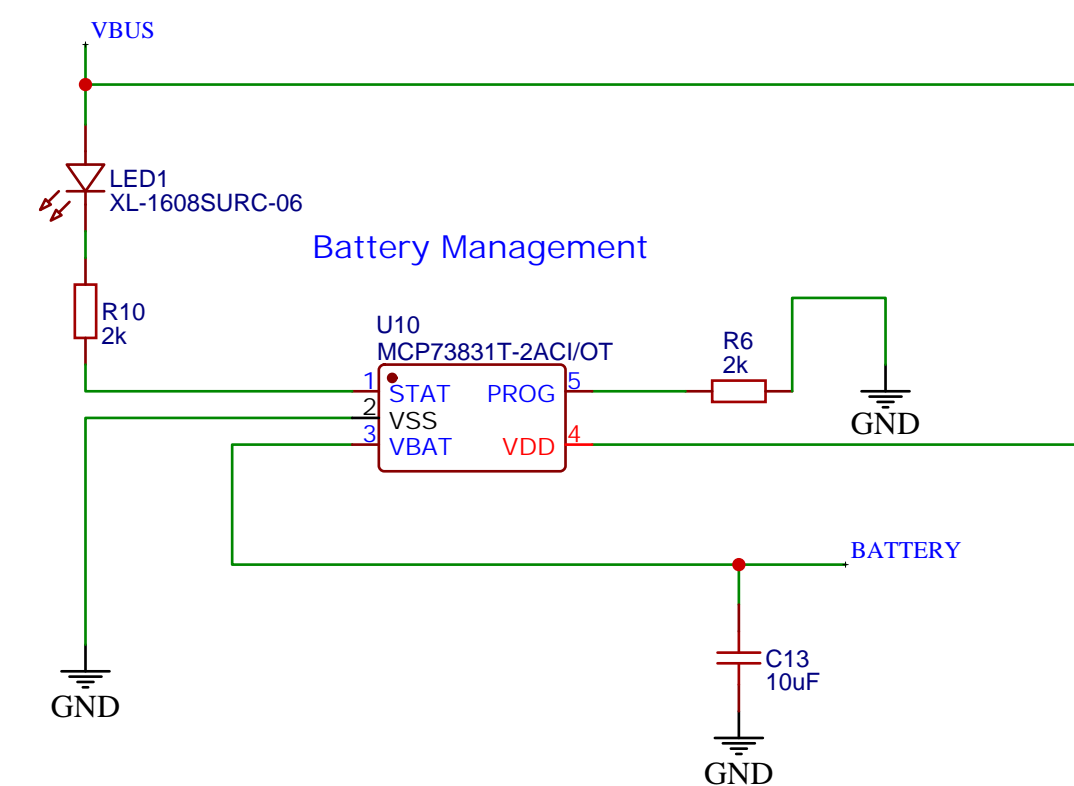 VBUS
LED1
XL-1608SURC-06
Battery Management
R10
2k
U10
MCP73831T-2ACI/OT
R6
2k
1
STAT
PROG
5
2
VSS
3
VBAT
VDD
4
GND
BATTERY
C13
10uF
GND
GND